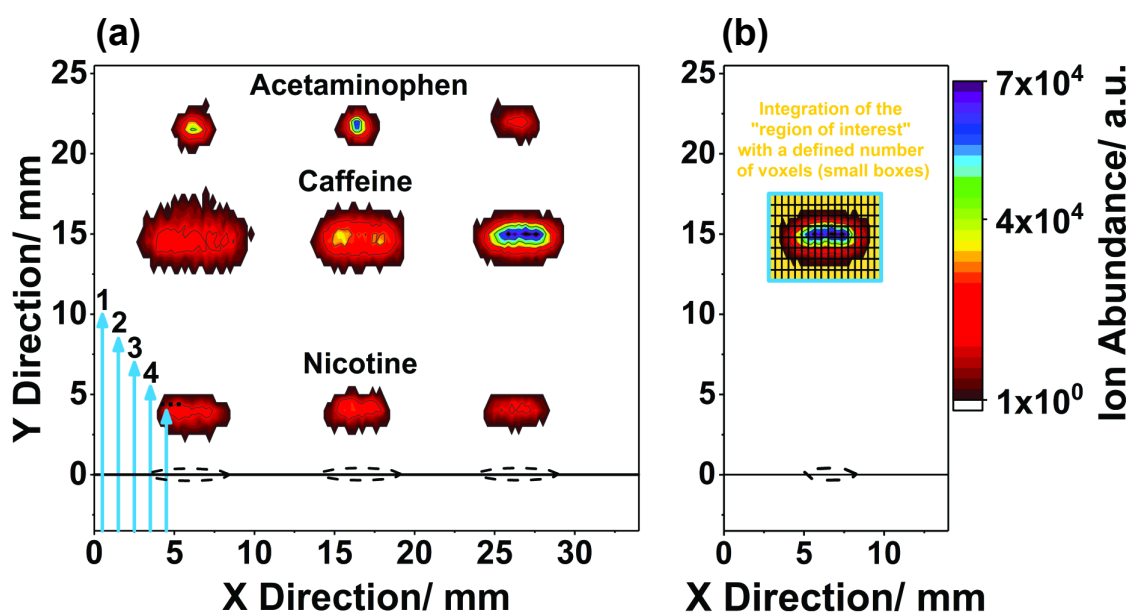 (a)
(b)
Acetaminophen
Caffeine
Nicotine
1
2
3
4
25
20
15
10
5
0
Y Direction/ mm
0
5
10
15
20
25
30
X Direction/ mm
Integration of the
"region of interest"
with a defined number
of voxels (small boxes)
25
20
15
10
5
0
0
5
10
X Direction/ mm
7x10⁴
4x10⁴
1x10⁰
Ion Abundance/ a.u.